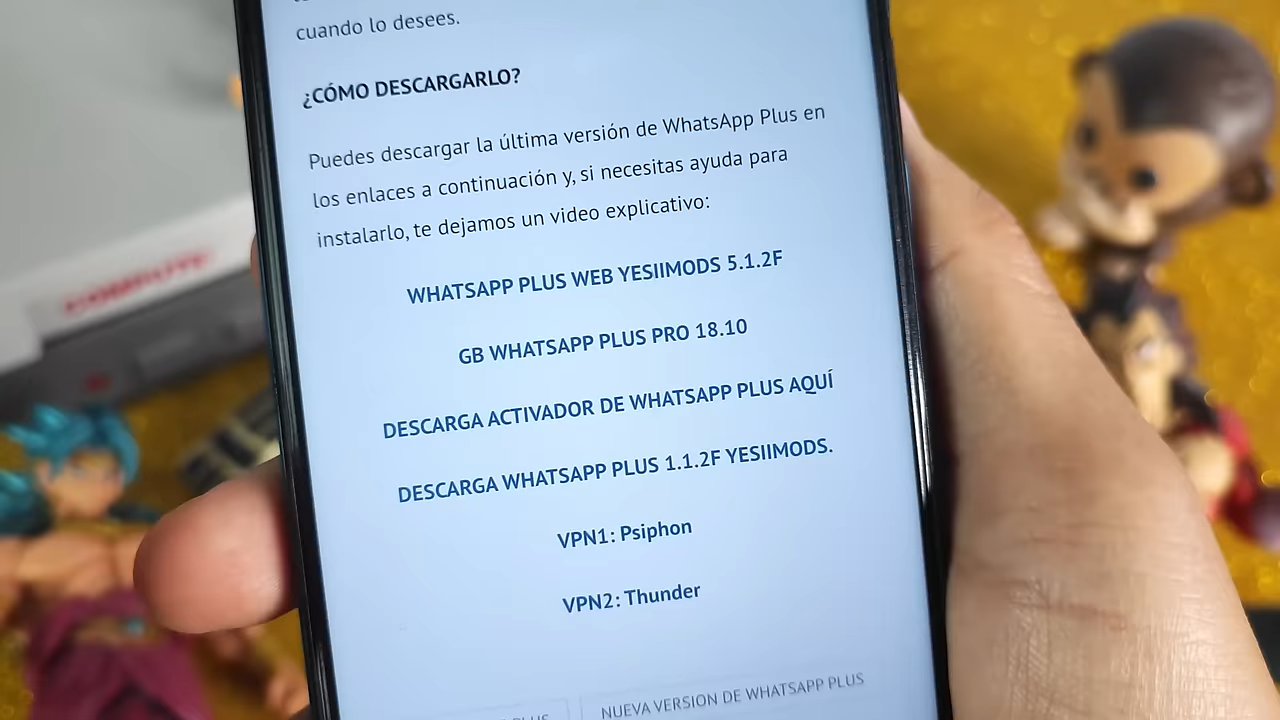 cuando lo desees.
¿CÓMO DESCARGARLO?
Puedes descargar la última versión de WhatsApp Plus en
los enlaces a continuación y, si necesitas ayuda para
instalarlo, te dejamos un video explicativo:
WHATSAPP PLUS WEB YESIIMODS 5.1.2F
GB WHATSAPP PLUS PRO 18.10
DESCARGA ACTIVADOR DE WHATSAPP PLUS AQUÍ
DESCARGA WHATSAPP PLUS 1.1.2F YESIIMODS.
VPN1: Psiphon
VPN2: Thunder
PLUS
NUEVA VERSION DE WHATSAPP PLUS
COMPUTE